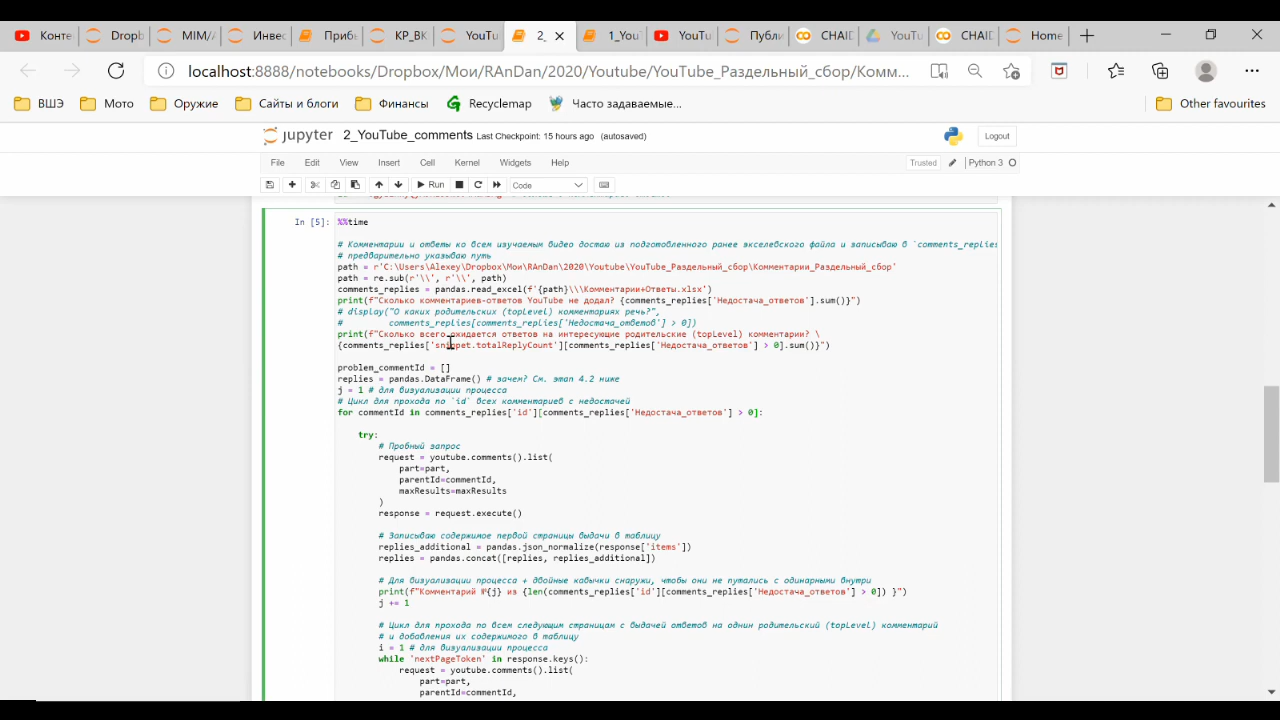 Конте
Dropb
MIM/
Инвес
Прибы
КР_ВК
YouTu
2_
1_You
YouTu
Публи
CHAID
YouTu
CHAID
Home
localhost:8888/notebooks/Dropbox/Мои/RAnDan/2020/Youtube/YouTube_Раздельный_сбор/Комм...
ВШЭ
Мото
Оружие
Сайты и блоги
Финансы
Recyclemap
Часто задаваемые...
Other favourites
jupyter 2_YouTube_comments Last Checkpoint: 15 hours ago (autosaved)
Logout
File Edit View Insert Cell Kernel Widgets Help
Trusted Python 3
Run Code
In [5]: %%time
# Комментарии и ответы ко всем изучаемым видео достаю из подготовленного ранее экселевского файла и записываю в `comments_replies
# предварительно указываю путь
path = r'C:\Users\Alexey\Dropbox\Мои\RAnDan\2020\Youtube\YouTube_Раздельный_сбор\Комментарии_Раздельный_сбор'
path = re.sub(r'\\', r'\\', path)
comments_replies = pandas.read_excel(f'{path}\\\Комментарии+Ответы.xlsx')
print(f"Сколько комментариев-ответов YouTube не додал? {comments_replies['Недостача_ответов'].sum()}")
# display("О каких родительских (topLevel) комментариях речь?",
# comments_replies[comments_replies['Недостача_ответов'] > 0])
print(f"Сколько всего ожидается ответов на интересующие родительские (topLevel) комментарии? \
{comments_replies['snippet.totalReplyCount'][comments_replies['Недостача_ответов'] > 0].sum()}")
problem_commentId = []
replies = pandas.DataFrame() # зачем? См. этап 4.2 ниже
j = 1 # для визуализации процесса
# Цикл для прохода по `id` всех комментариев с недостачей
for commentId in comments_replies['id'][comments_replies['Недостача_ответов'] > 0]:
try:
# Пробный запрос
request = youtube.comments().list(
part=part,
parentId=commentId,
maxResults=maxResults
)
response = request.execute()
# Записываю содержимое первой страницы выдачи в таблицу
replies_additional = pandas.json_normalize(response['items'])
replies = pandas.concat([replies, replies_additional])
# Для визуализации процесса + двойные кавычки снаружи, чтобы они не путались с одинарными внутри
print(f"Комментарий №{j} из {len(comments_replies['id'][comments_replies['Недостача_ответов'] > 0]) }")
j += 1
# Цикл для прохода по всем следующим страницам с выдачей ответов на однин родительский (topLevel) комментарий
# и добавления их содержимого в таблицу
i = 1 # для визуализации процесса
while 'nextPageToken' in response.keys():
request = youtube.comments().list(
part=part,
parentId=commentId,